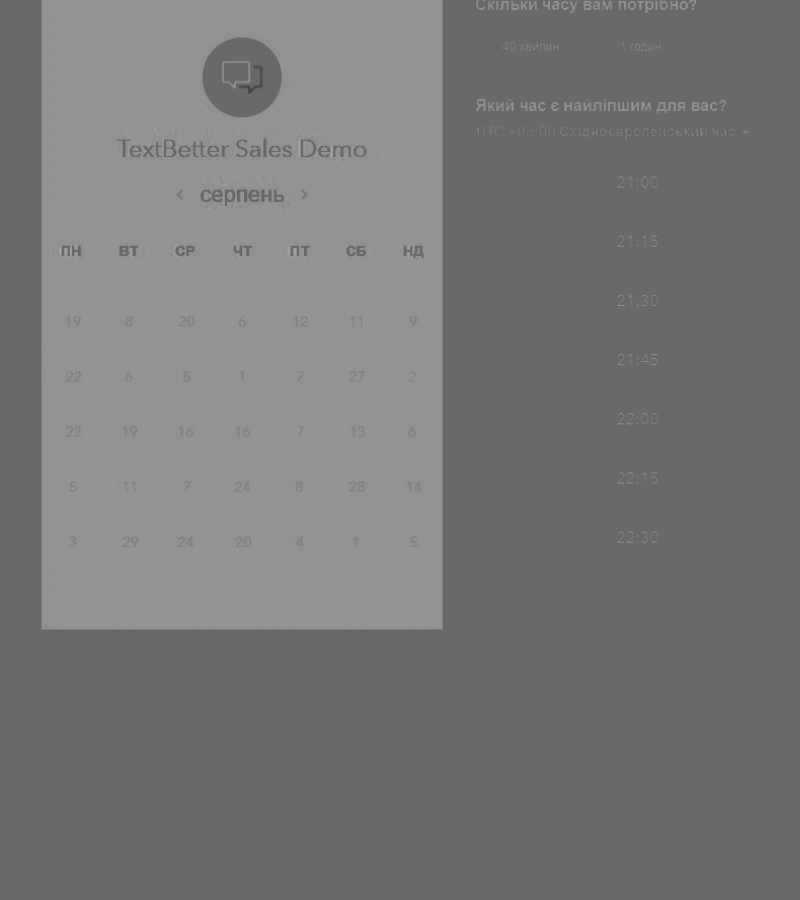 TextBetter Sales Demo
серпень
ПН ВТ СР ЧТ ПТ СБ НД
19 8 20 6 12 11 9
22 6 5 1 7 27 2
22 19 16 16 7 13 6
5 11 7 24 8 28 14
3 29 24 20 4 1 5
Скільки часу вам потрібно?
40 хвилин 1 годин
Який час є найліпшим для вас?
UTC +03:00 Східноєвропейський час
21:00
21:15
21:30
21:45
22:00
22:15
22:30